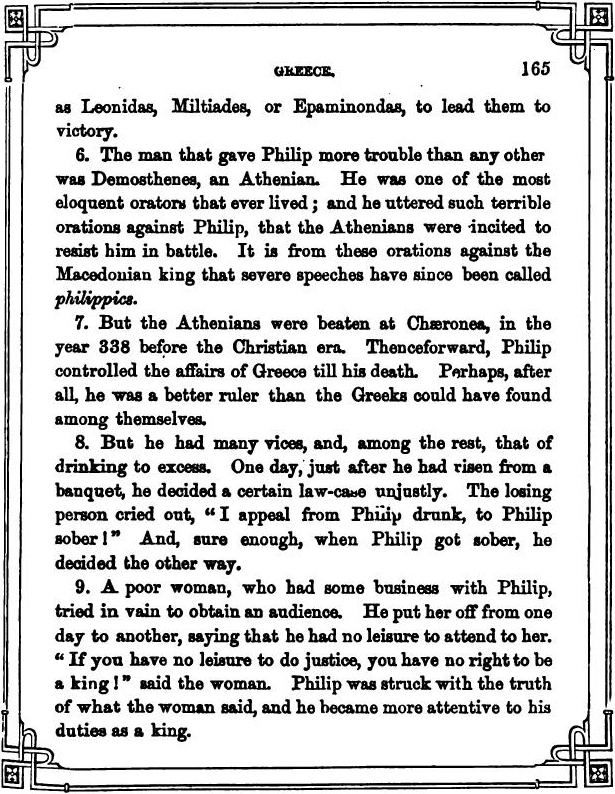 GREECE. 165
as Leonidas, Miltiades, or Epaminondas, to lead them to
victory.
6. The man that gave Philip more trouble than any other
was Demosthenes, an Athenian. He was one of the most
eloquent orators that ever lived; and he uttered such terrible
orations against Philip, that the Athenians were incited to
resist him in battle. It is from these orations against the
Macedonian king that severe speeches have since been called
philippics.
7. But the Athenians were beaten at Chæronea, in the
year 338 before the Christian era. Thenceforward, Philip
controlled the affairs of Greece till his death. Perhaps, after
all, he was a better ruler than the Greeks could have found
among themselves.
8. But he had many vices, and, among the rest, that of
drinking to excess. One day, just after he had risen from a
banquet, he decided a certain law-case unjustly. The losing
person cried out, "I appeal from Philip drunk, to Philip
sober!" And, sure enough, when Philip got sober, he
decided the other way.
9. A poor woman, who had some business with Philip,
tried in vain to obtain an audience. He put her off from one
day to another, saying that he had no leisure to attend to her.
"If you have no leisure to do justice, you have no right to be
a king!" said the woman. Philip was struck with the truth
of what the woman said, and he became more attentive to his
duties as a king.